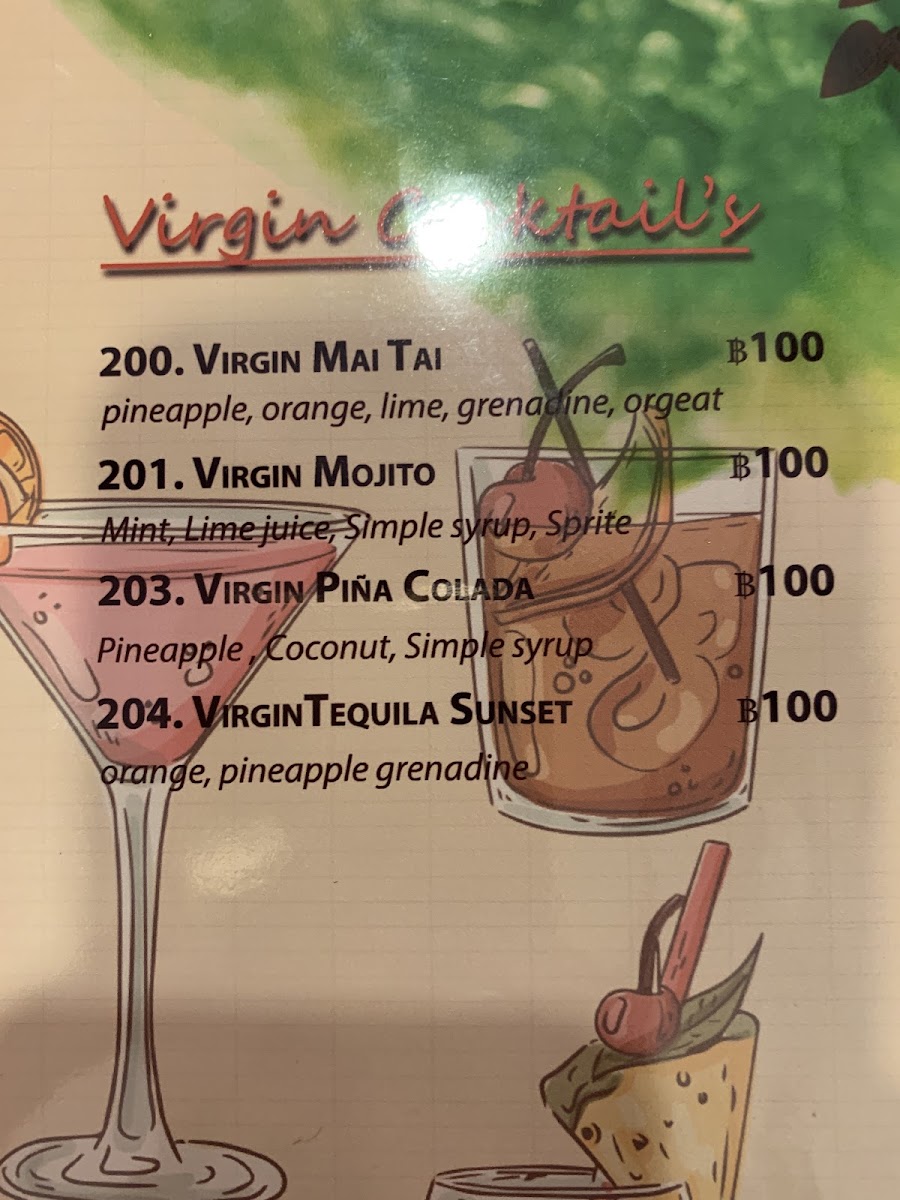 Virgin Cocktail's
200. VIRGIN MAI TAI ฿100
pineapple, orange, lime, grenadine, orgeat
201. VIRGIN MOJITO ฿100
Mint, Lime juice, Simple syrup, Sprite
203. VIRGIN PIÑA COLADA ฿100
Pineapple , Coconut, Simple syrup
204. VIRGINTEQUILA SUNSET ฿100
orange, pineapple grenadine